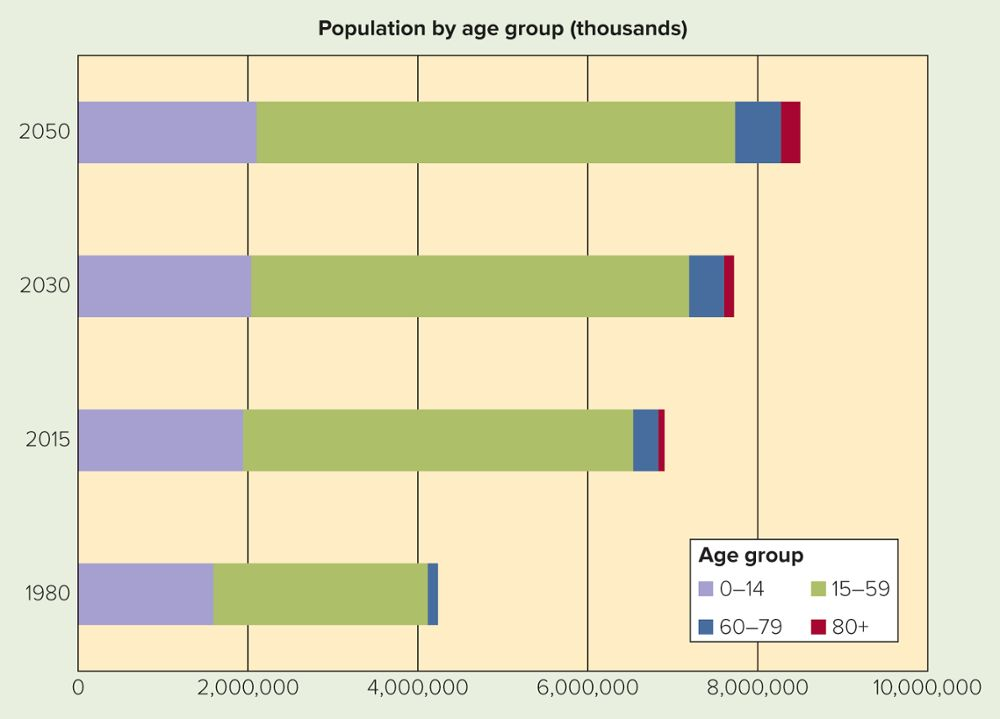 Population by age group (thousands)
2050
2030
2015
1980
Age group
0–14 15–59
60–79 80+
0 2,000,000 4,000,000 6,000,000 8,000,000 10,000,000